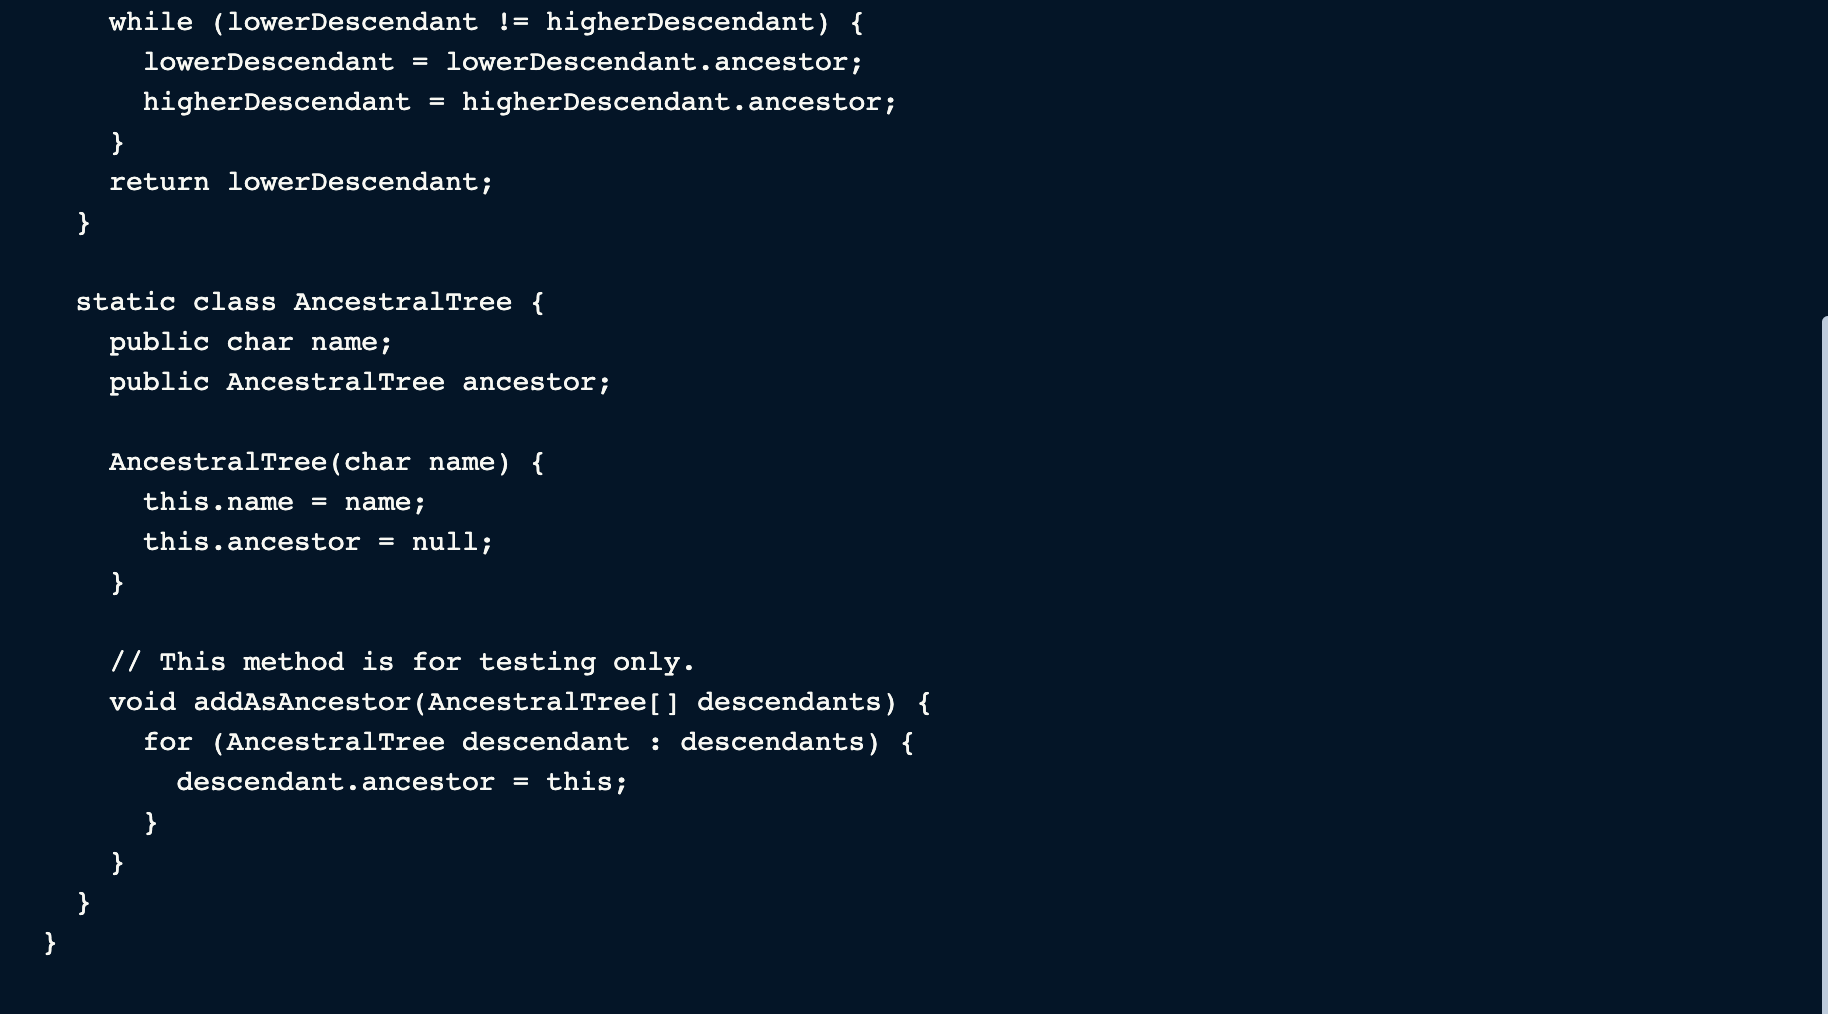 while (lowerDescendant != higherDescendant) {
      lowerDescendant = lowerDescendant.ancestor;
      higherDescendant = higherDescendant.ancestor;
    }
    return lowerDescendant;
  }

  static class AncestralTree {
    public char name;
    public AncestralTree ancestor;

    AncestralTree(char name) {
      this.name = name;
      this.ancestor = null;
    }

    // This method is for testing only.
    void addAsAncestor(AncestralTree[] descendants) {
      for (AncestralTree descendant : descendants) {
        descendant.ancestor = this;
      }
    }
  }
}